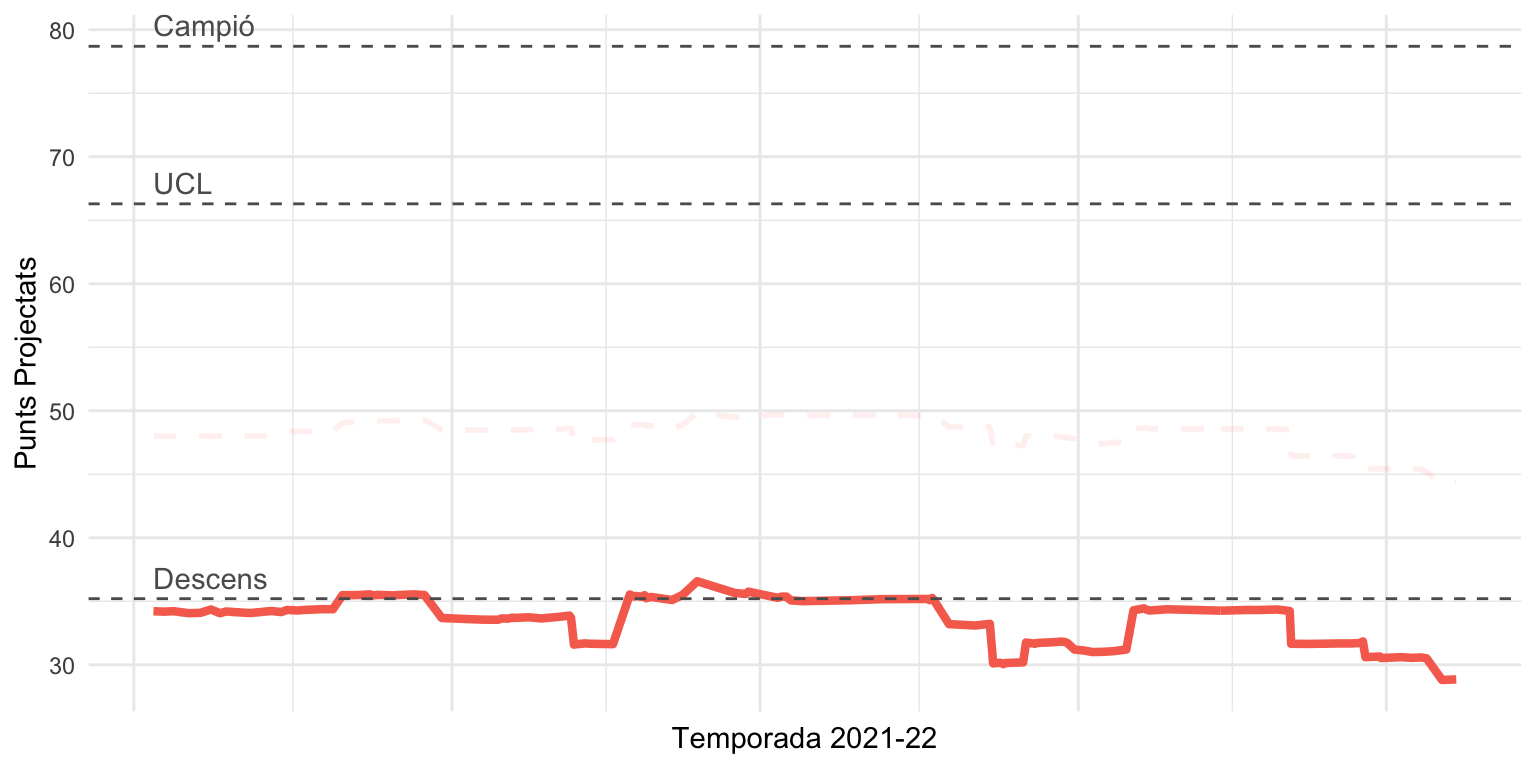 80
Campió
70
UCL
60
50
40
Descens
30
Punts Projectats
Temporada 2021-22